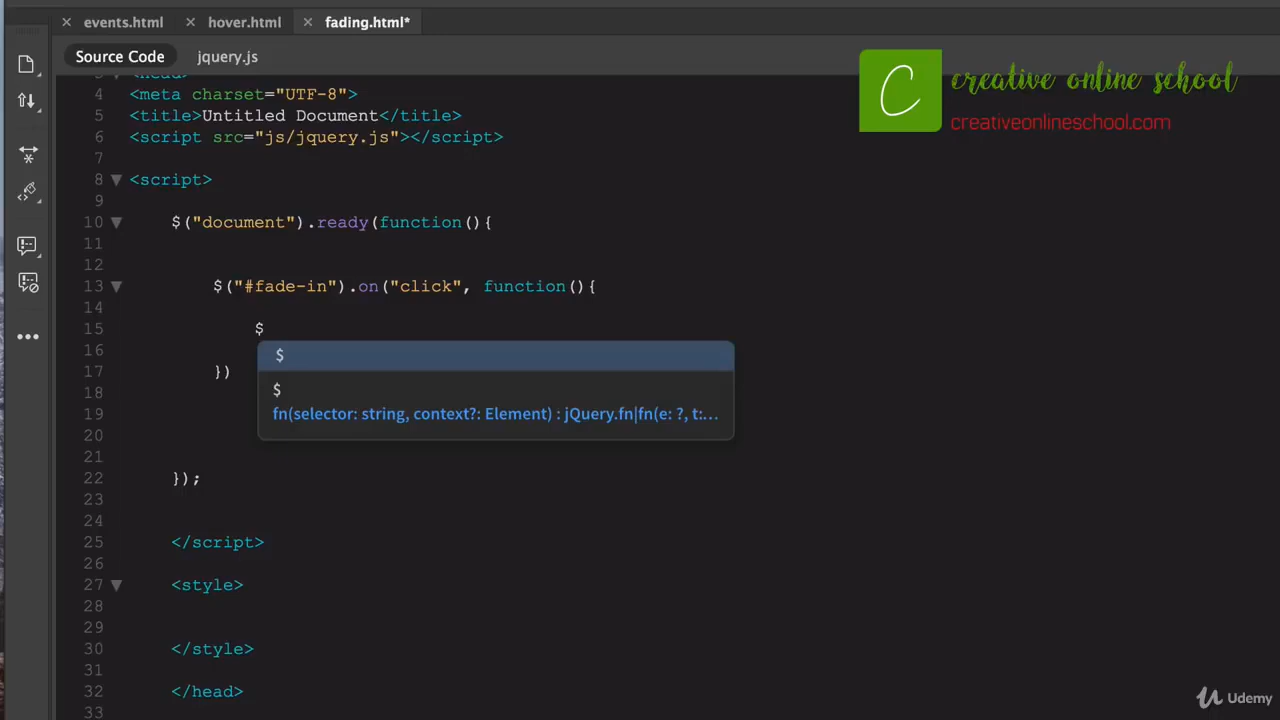 events.html hover.html fading.html*
Source Code jquery.js
creative online school
creativeonlineschool.com
3 <head>
4 <meta charset="UTF-8">
5 <title>Untitled Document</title>
6 <script src="js/jquery.js"></script>
7
8 <script>
9
10 $("document").ready(function(){
11
12
13 $("#fade-in").on("click", function(){
14
15 $
16
$
17 })
18
$
19
fn(selector: string, context?: Element) : jQuery.fn|fn(e: ?, t:…
20
21
22 });
23
24
25 </script>
26
27 <style>
28
29
30 </style>
31
32 </head>
33
Udemy